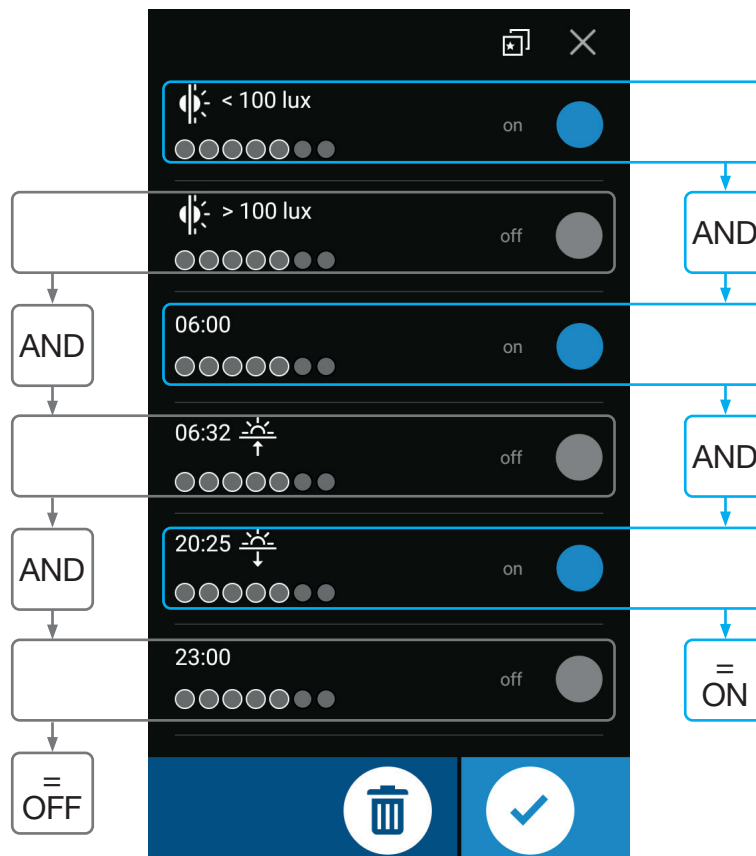 < 100 lux
on
> 100 lux
off
AND
06:00
on
AND
06:32
off
AND
20:25
on
AND
23:00
off
=
ON
=
OFF